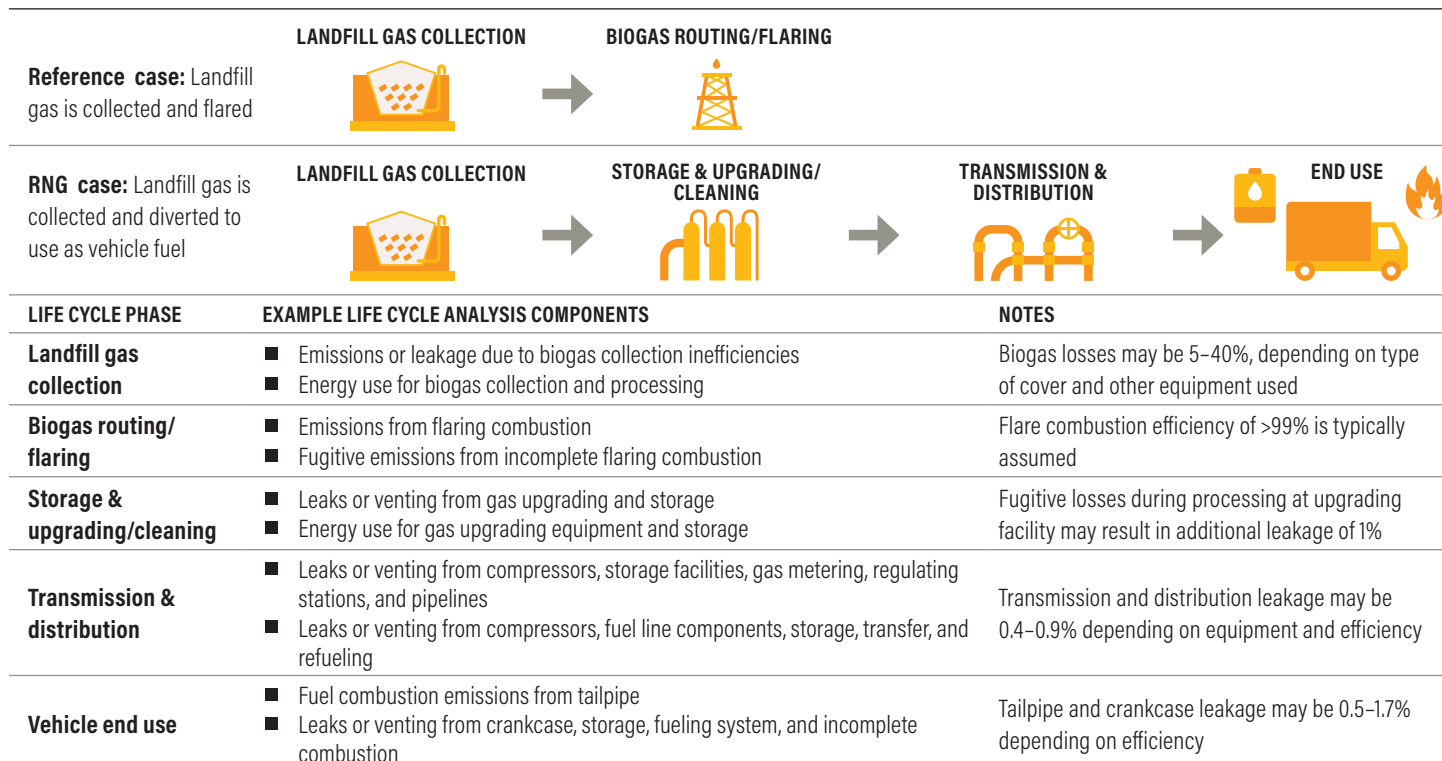 LANDFILL GAS COLLECTION
BIOGAS ROUTING/FLARING
Reference case: Landfill
gas is collected and flared
LANDFILL GAS COLLECTION
STORAGE & UPGRADING/
CLEANING
TRANSMISSION &
DISTRIBUTION
END USE
RNG case: Landfill gas is
collected and diverted to
use as vehicle fuel
LIFE CYCLE PHASE
EXAMPLE LIFE CYCLE ANALYSIS COMPONENTS
NOTES
Landfill gas
collection
■ Emissions or leakage due to biogas collection inefficiencies
■ Energy use for biogas collection and processing
Biogas losses may be 5–40%, depending on type
of cover and other equipment used
Biogas routing/
flaring
■ Emissions from flaring combustion
■ Fugitive emissions from incomplete flaring combustion
Flare combustion efficiency of >99% is typically
assumed
Storage &
upgrading/cleaning
■ Leaks or venting from gas upgrading and storage
■ Energy use for gas upgrading equipment and storage
Fugitive losses during processing at upgrading
facility may result in additional leakage of 1%
Transmission &
distribution
■ Leaks or venting from compressors, storage facilities, gas metering, regulating
stations, and pipelines
■ Leaks or venting from compressors, fuel line components, storage, transfer, and
refueling
Transmission and distribution leakage may be
0.4–0.9% depending on equipment and efficiency
Vehicle end use
■ Fuel combustion emissions from tailpipe
■ Leaks or venting from crankcase, storage, fueling system, and incomplete
combustion
Tailpipe and crankcase leakage may be 0.5–1.7%
depending on efficiency